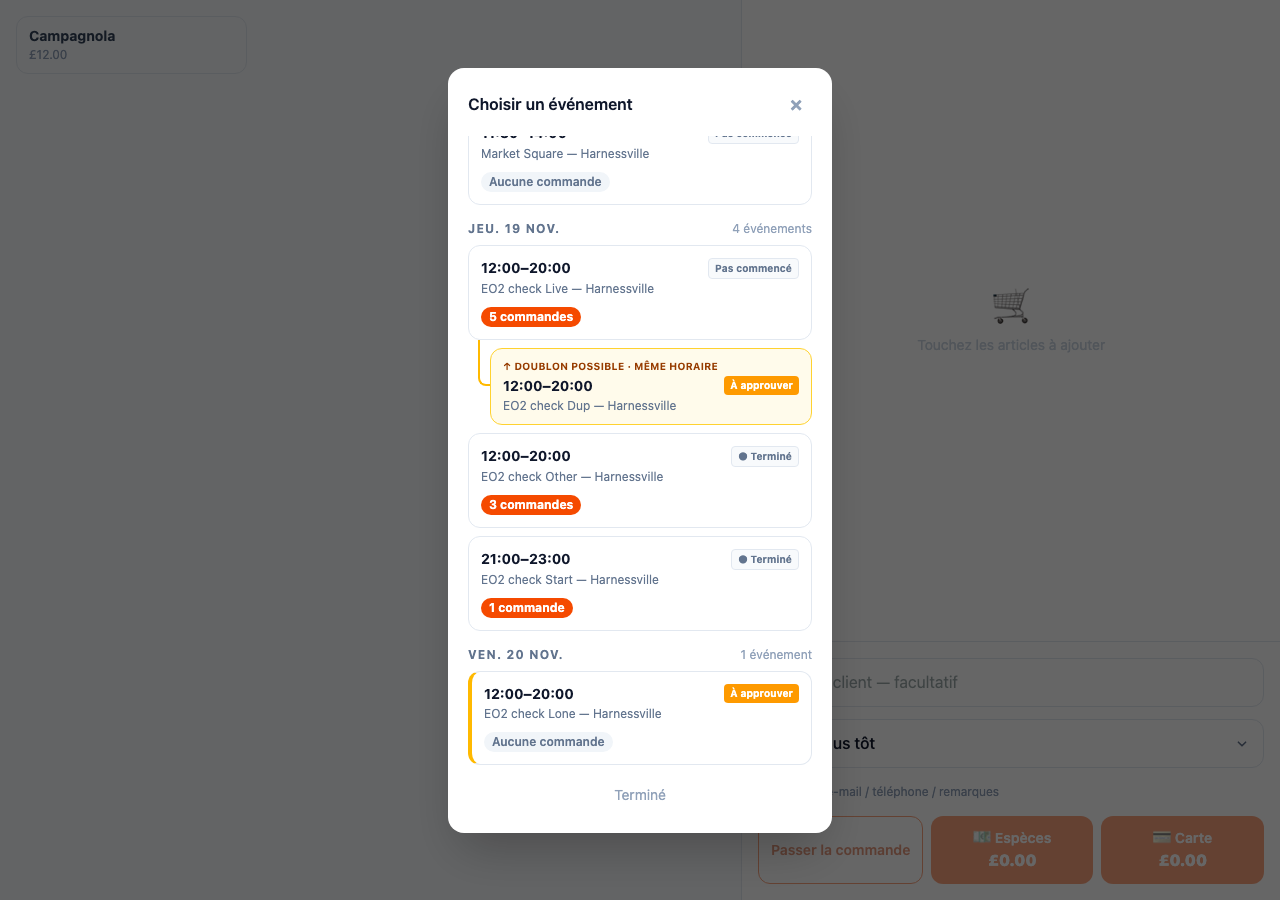 Campagnola
£12.00
Choisir un événement
×
Market Square — Harnessville
Aucune commande
JEU. 19 NOV.
4 événements
12:00–20:00
Pas commencé
EO2 check Live — Harnessville
5 commandes
↑ DOUBLON POSSIBLE · MÊME HORAIRE
12:00–20:00
À approuver
EO2 check Dup — Harnessville
12:00–20:00
Terminé
EO2 check Other — Harnessville
3 commandes
21:00–23:00
Terminé
EO2 check Start — Harnessville
1 commande
VEN. 20 NOV.
1 événement
12:00–20:00
À approuver
EO2 check Lone — Harnessville
Aucune commande
Terminé
Touchez les articles à ajouter
client — facultatif
us tôt
-mail / téléphone / remarques
Passer la commande
Espèces
£0.00
Carte
£0.00